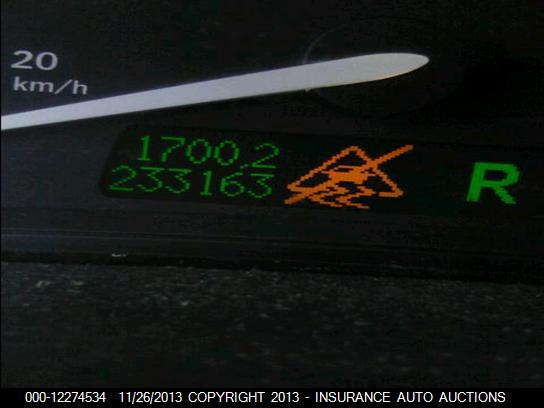 20
km/h
1700.2
233163
R
000-12274534 11/26/2013 COPYRIGHT 2013 - INSURANCE AUTO AUCTIONS